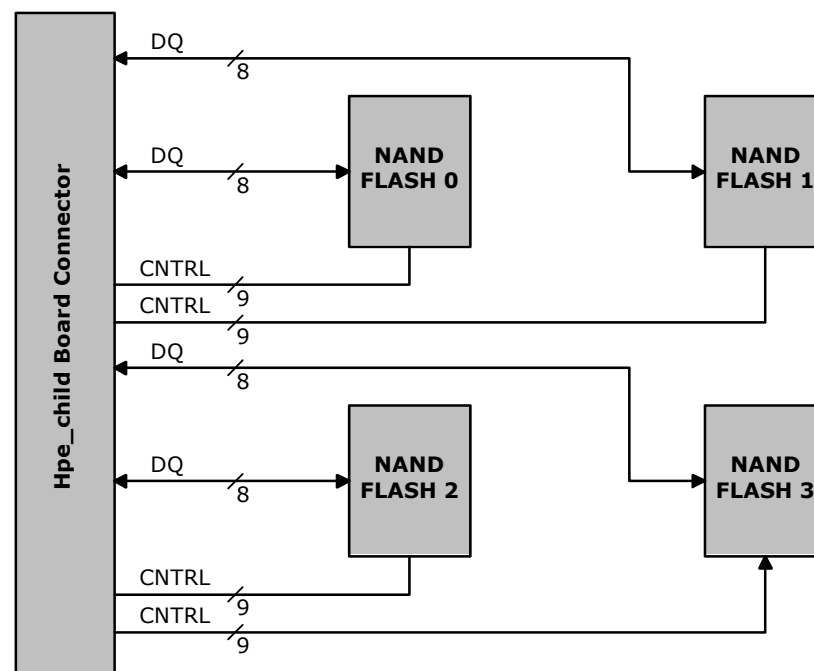 Hpe_child Board Connector
DQ
8
DQ
8
NAND
FLASH 0
NAND
FLASH 1
CNTRL
9
CNTRL
9
DQ
8
DQ
8
NAND
FLASH 2
NAND
FLASH 3
CNTRL
9
CNTRL
9